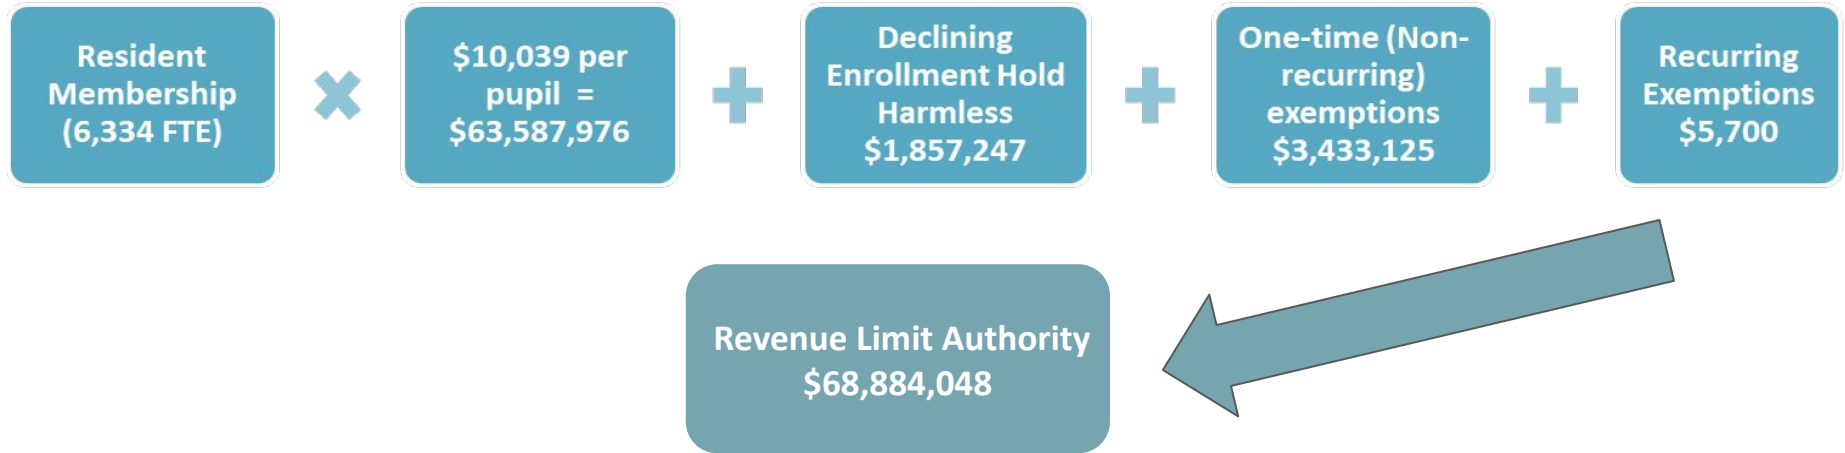 Resident
Membership
(6,334 FTE)
$10,039 per
pupil =
$63,587,976
Declining
Enrollment Hold
Harmless
$1,857,247
One-time (Non-
recurring)
exemptions
$3,433,125
Recurring
Exemptions
$5,700
Revenue Limit Authority
$68,884,048